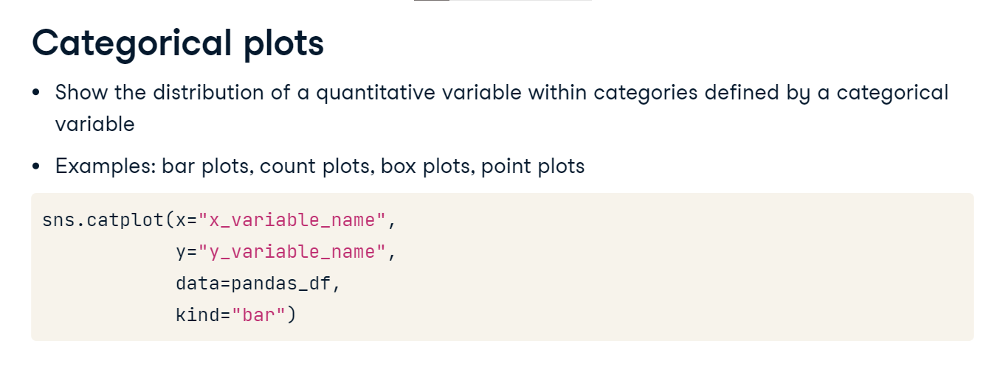 Categorical plots
• Show the distribution of a quantitative variable within categories defined by a categorical
variable
• Examples: bar plots, count plots, box plots, point plots
sns.catplot(x="x_variable_name",
            y="y_variable_name",
            data=pandas_df,
            kind="bar")